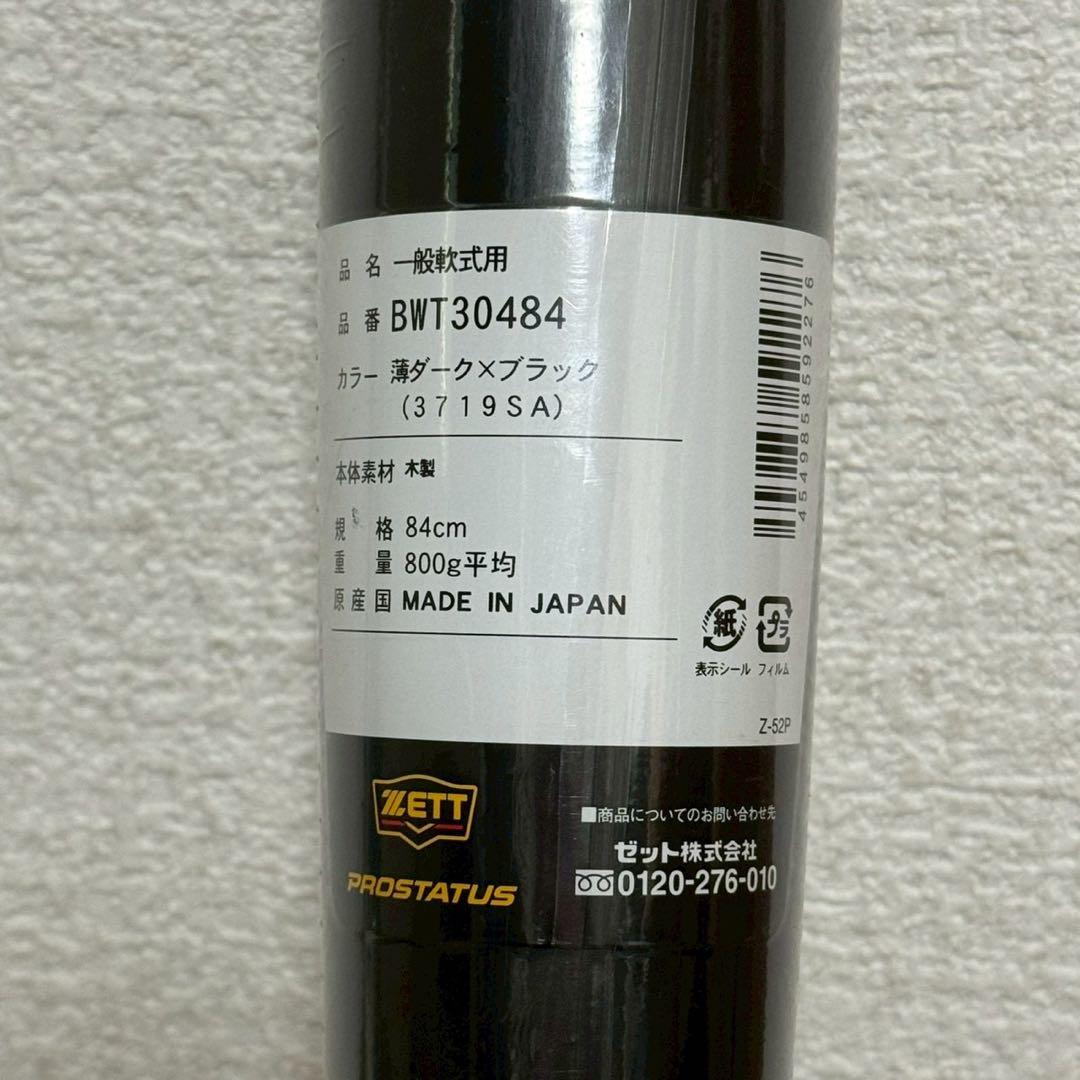 品名 一般軟式用
品番 BWT30484
カラー 薄ダーク×ブラック
(3719SA)
本体素材 木製
規格 84cm
重量 800g平均
原産国 MADE IN JAPAN
4549858592276
紙 プラ
表示シール フィルム
Z-52P
ZETT
PROSTATUS
■商品についてのお問い合わせ先
ゼット株式会社
0120-276-010